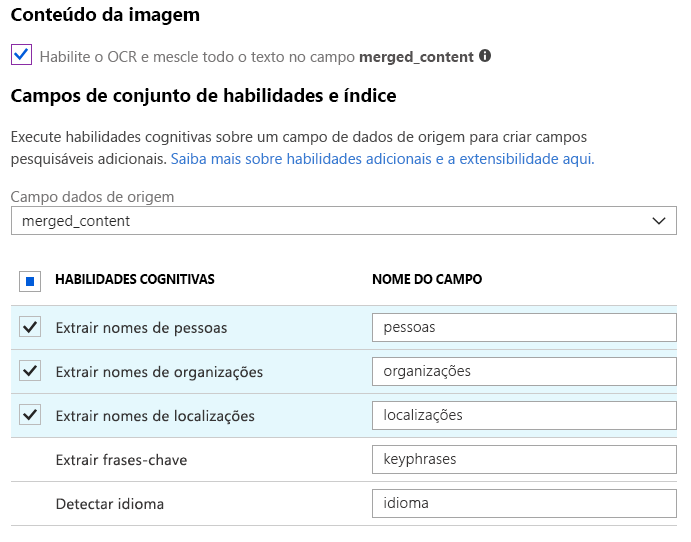 Conteúdo da imagem
Habilite o OCR e mescle todo o texto no campo merged_content
Campos de conjunto de habilidades e índice
Execute habilidades cognitivas sobre um campo de dados de origem para criar campos
pesquisáveis adicionais. Saiba mais sobre habilidades adicionais e a extensibilidade aqui.
Campo dados de origem
merged_content
HABILIDADES COGNITIVAS NOME DO CAMPO
Extrair nomes de pessoas pessoas
Extrair nomes de organizações organizações
Extrair nomes de localizações localizações
Extrair frases-chave keyphrases
Detectar idioma idioma